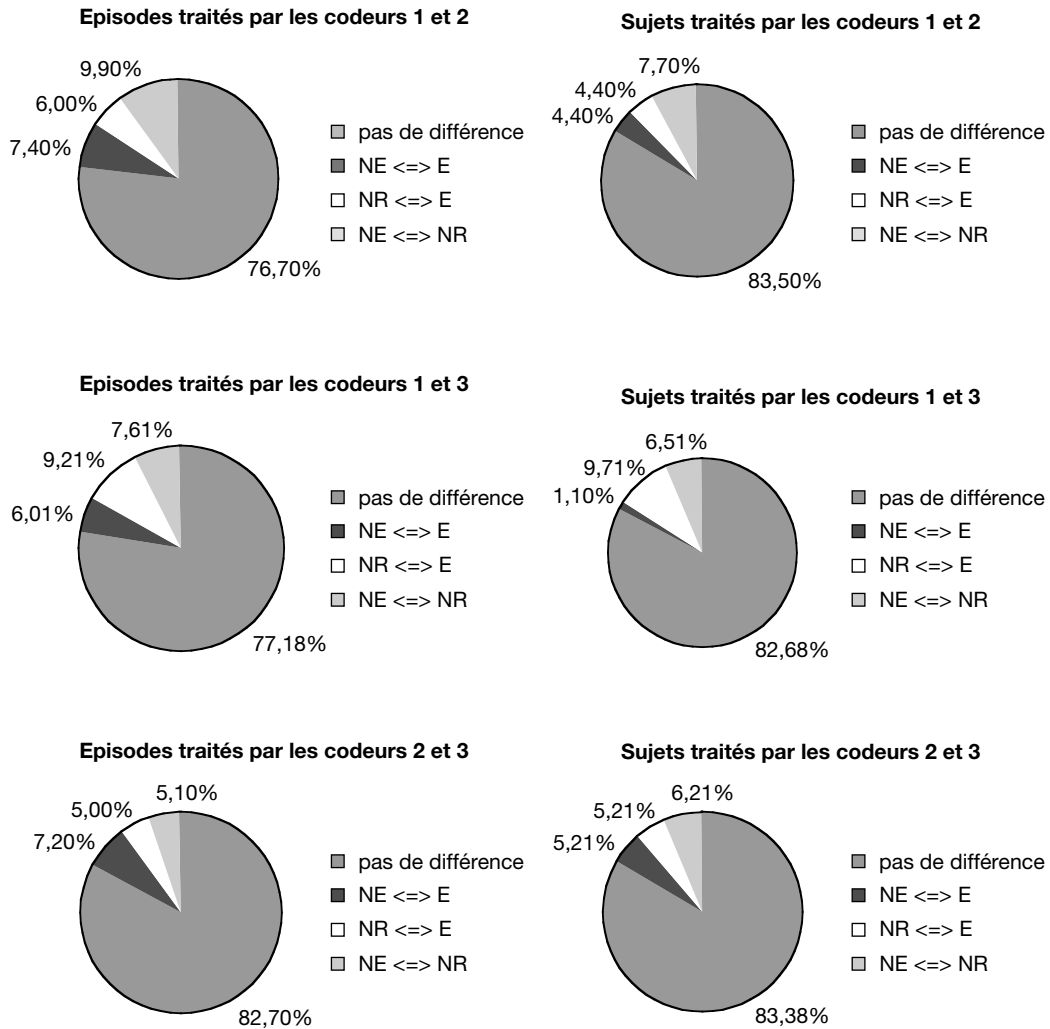 Episodes traités par les codeurs 1 et 2
9,90%
6,00%
7,40%
76,70%
pas de différence
NE <=> E
NR <=> E
NE <=> NR
Sujets traités par les codeurs 1 et 2
7,70%
4,40%
4,40%
83,50%
pas de différence
NE <=> E
NR <=> E
NE <=> NR
Episodes traités par les codeurs 1 et 3
7,61%
9,21%
6,01%
77,18%
pas de différence
NE <=> E
NR <=> E
NE <=> NR
Sujets traités par les codeurs 1 et 3
6,51%
9,71%
1,10%
82,68%
pas de différence
NE <=> E
NR <=> E
NE <=> NR
Episodes traités par les codeurs 2 et 3
5,10%
5,00%
7,20%
82,70%
pas de différence
NE <=> E
NR <=> E
NE <=> NR
Sujets traités par les codeurs 2 et 3
6,21%
5,21%
5,21%
83,38%
pas de différence
NE <=> E
NR <=> E
NE <=> NR